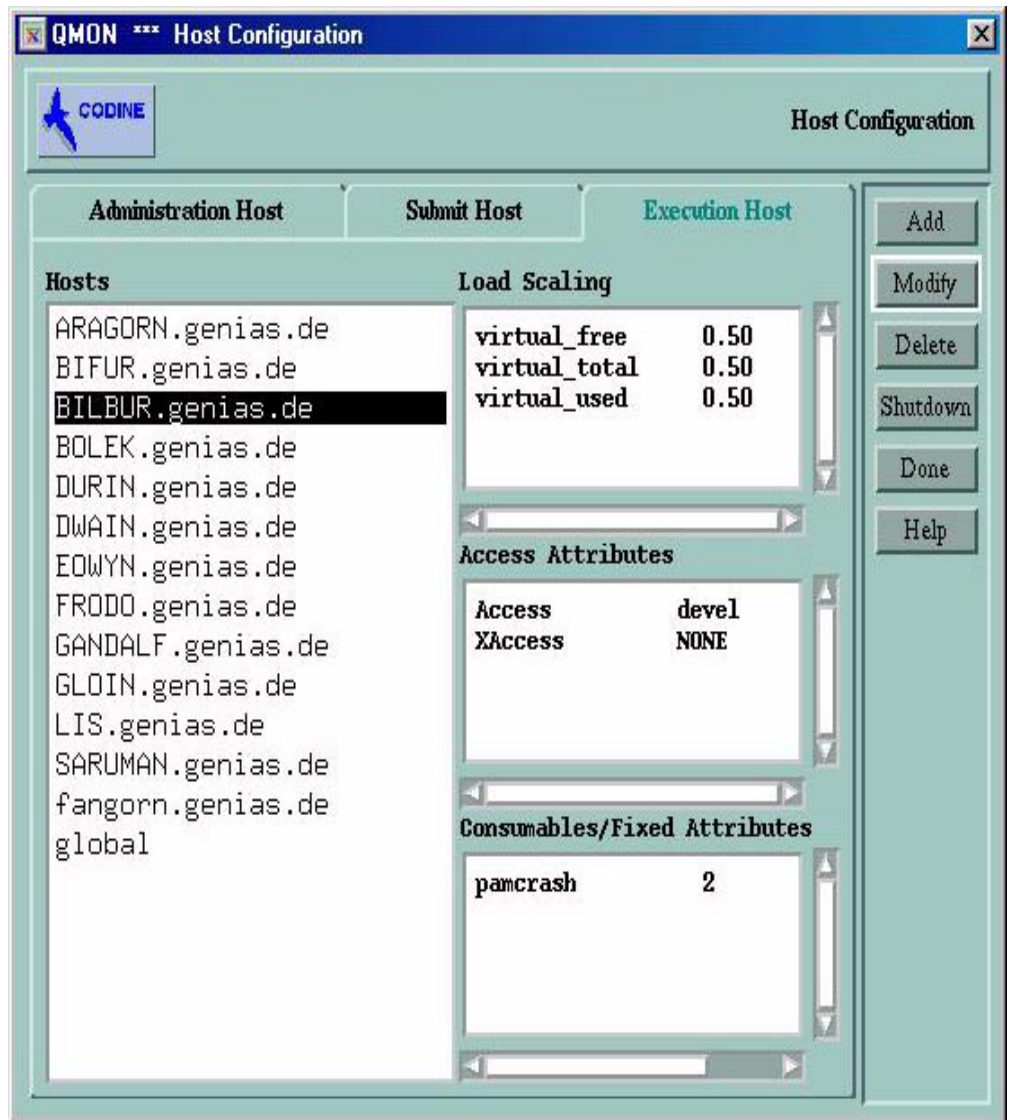 QMON *** Host Configuration
CODINE
Host Configuration
Administration Host
Submit Host
Execution Host
Hosts
ARAGORN.genias.de
BIFUR.genias.de
BILBUR.genias.de
BOLEK.genias.de
DURIN.genias.de
DWAIN.genias.de
EOWYN.genias.de
FRODO.genias.de
GANDALF.genias.de
GLOIN.genias.de
LIS.genias.de
SARUMAN.genias.de
fangorn.genias.de
global
Load Scaling
virtual_free 0.50
virtual_total 0.50
virtual_used 0.50
Access Attributes
Access devel
XAccess NONE
Consumables/Fixed Attributes
pamcrash 2
Add
Modify
Delete
Shutdown
Done
Help